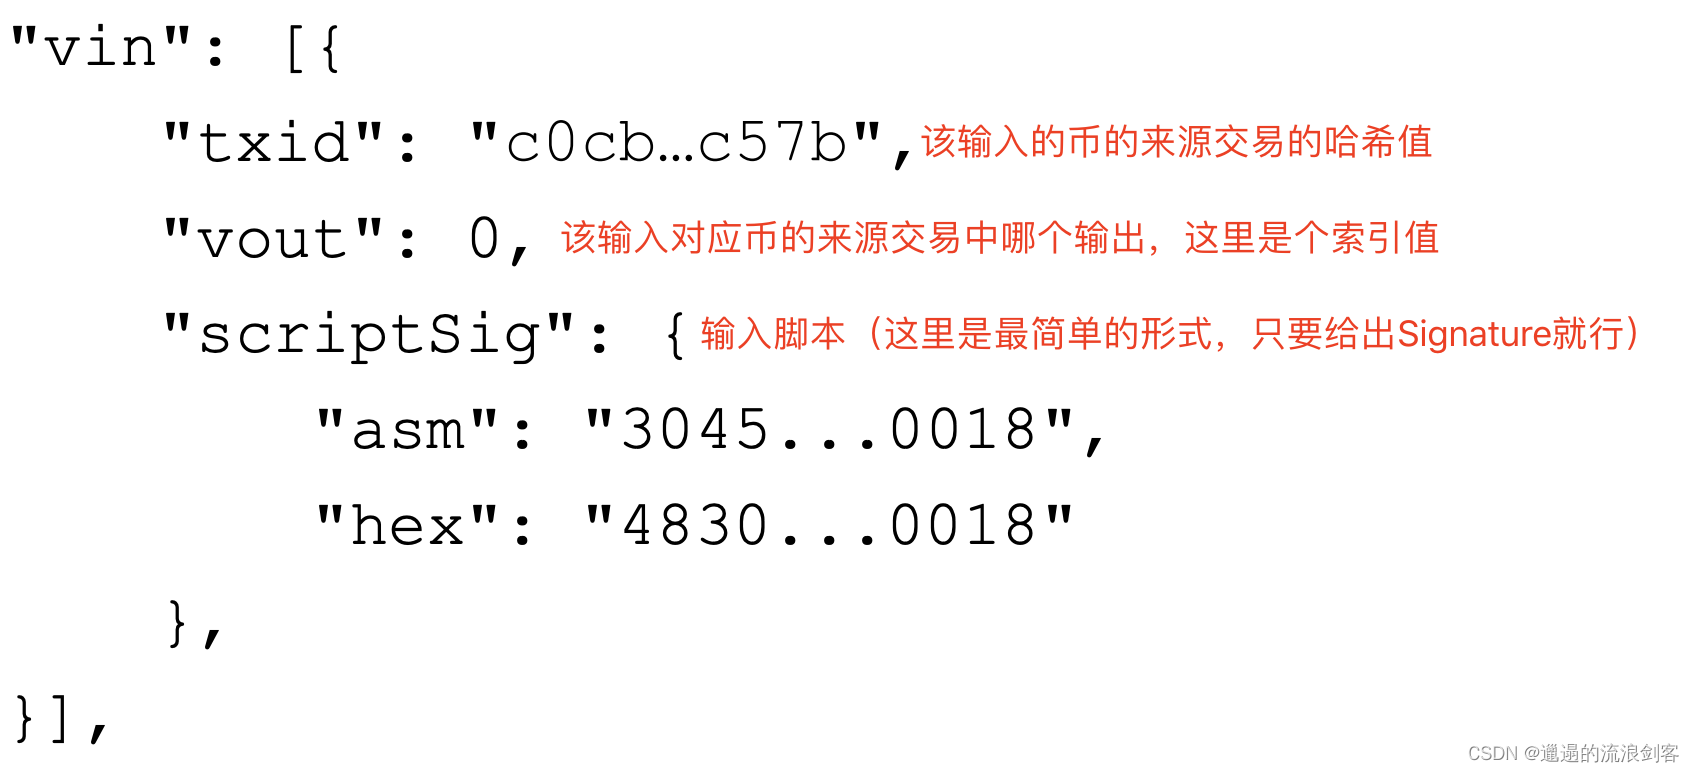 "vin": [{
"txid": "c0cb…c57b",该输入的币的来源交易的哈希值
"vout": 0, 该输入对应币的来源交易中哪个输出，这里是个索引值
"scriptSig": { 输入脚本（这里是最简单的形式，只要给出Signature就行）
"asm": "3045...0018",
"hex": "4830...0018"
},
}],
CSDN @邋遢的流浪剑客